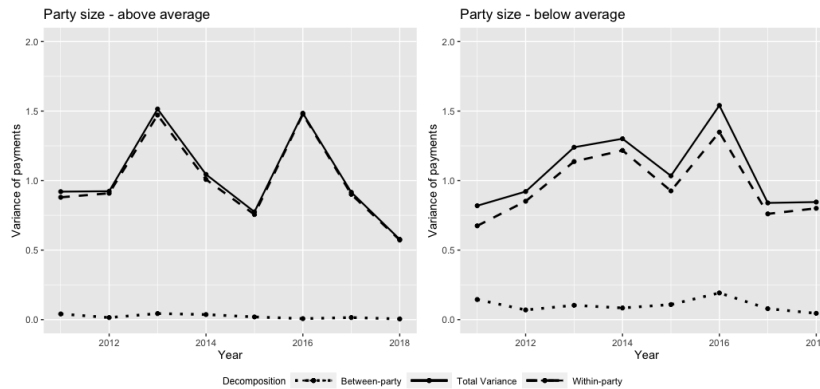 Party size - above average
Party size - below average
2.0
1.5
1.0
0.5
0.0
Variance of payments
2012
2014
2016
2018
Year
2.0
1.5
1.0
0.5
0.0
Variance of payments
2012
2014
2016
201
Year
Decomposition
Between-party
Total Variance
Within-party